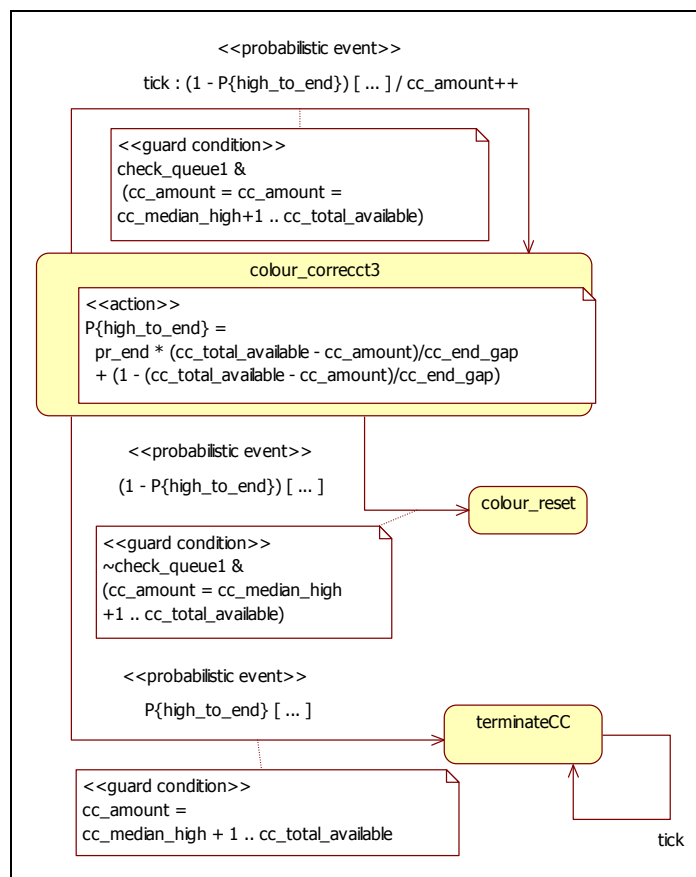 <<probabilistic event>>
tick : (1 - P{high_to_end}) [ ... ] / cc_amount++
<<guard condition>>
check_queue1 &
(cc_amount = cc_amount =
cc_median_high+1 .. cc_total_available)
colour_correcct3
<<action>>
P{high_to_end} =
pr_end * (cc_total_available - cc_amount)/cc_end_gap
+ (1 - (cc_total_available - cc_amount)/cc_end_gap)
<<probabilistic event>>
(1 - P{high_to_end}) [ ... ]
colour_reset
<<guard condition>>
~check_queue1 &
(cc_amount = cc_median_high
+1 .. cc_total_available)
<<probabilistic event>>
P{high_to_end} [ ... ]
terminateCC
<<guard condition>>
cc_amount =
cc_median_high + 1 .. cc_total_available
tick